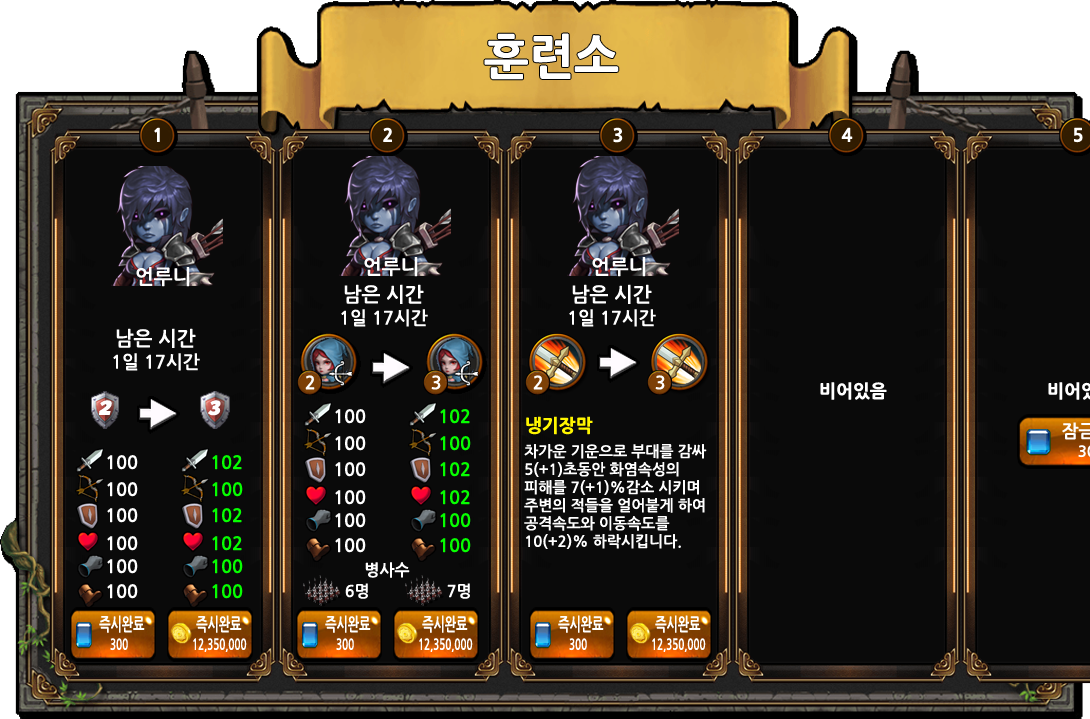 훈련소
1
2
3
4
5
언루니
남은 시간
1일 17시간
2
3
100
102
100
100
100
102
100
102
100
100
100
100
즉시완료
300
즉시완료
12,350,000
언루니
남은 시간
1일 17시간
2
3
100
102
100
100
100
102
100
102
100
100
100
100
병사수
6명
7명
즉시완료
300
즉시완료
12,350,000
언루니
남은 시간
1일 17시간
2
3
냉기장막
차가운 기운으로 부대를 감싸
5(+1)초동안 화염속성의
피해를 7(+1)%감소 시키며
주변의 적들을 얼어붙게 하여
공격속도와 이동속도를
10(+2)% 하락시킵니다.
즉시완료
300
즉시완료
12,350,000
비어있음
비어있
잠금
30